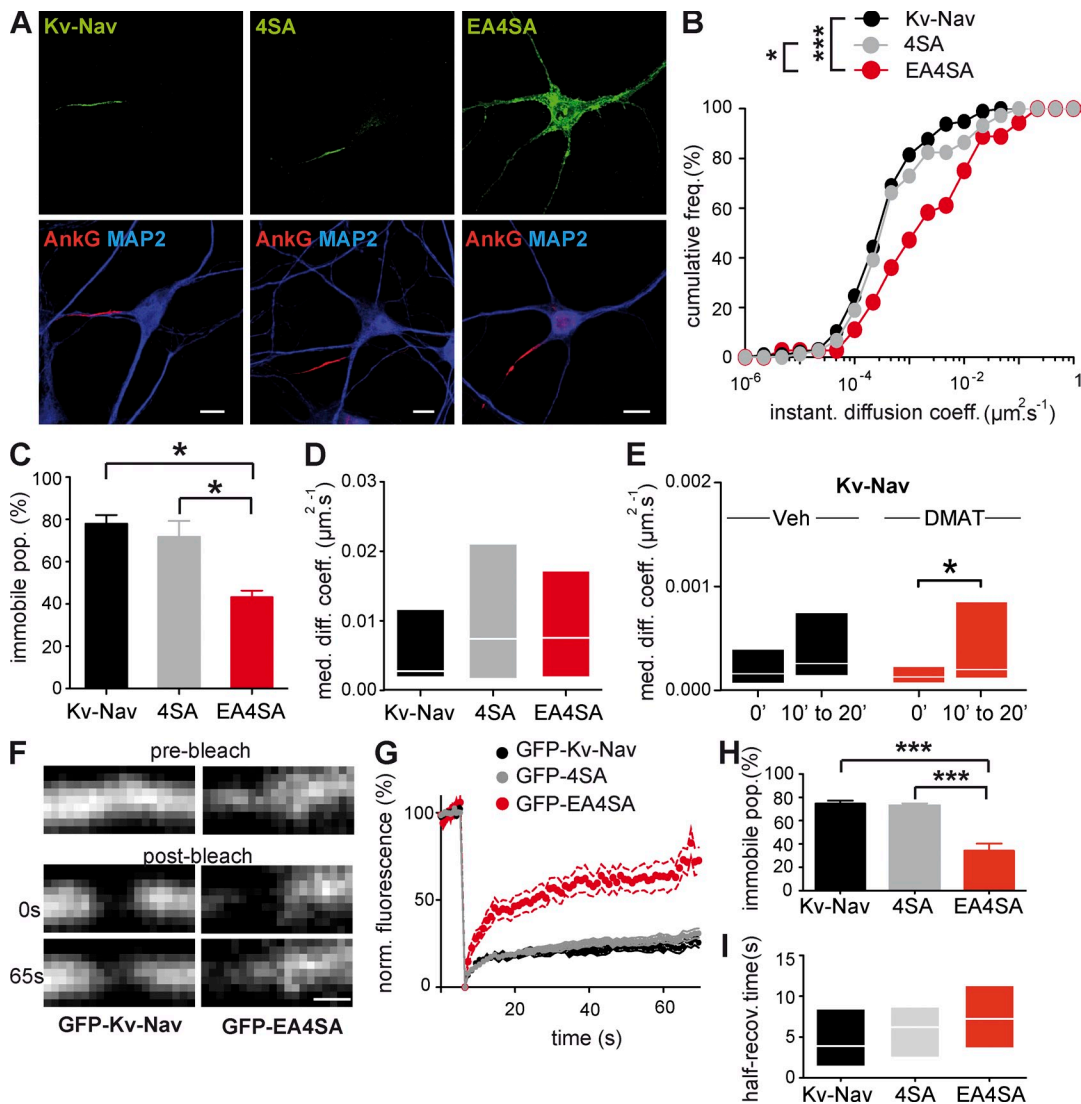 A
Kv-Nav
4SA
EA4SA
AnkG MAP2
AnkG MAP2
AnkG MAP2
B
Kv-Nav
4SA
EA4SA
*
***
cumulative freq.(%)
100
80
60
40
20
0
10-6
10-4
10-2
1
instant. diffusion coeff. (µm2s-1)
C
immobile pop. (%)
100
80
60
40
80
0
*
*
Kv-Nav
4SA
EA4SA
D
med. diff. coeff. (µm.s2 -1)
0.03
0.02
0.01
0.00
Kv-Nav
4SA
EA4SA
E
Kv-Nav
Veh
DMAT
med. diff. coeff. (µm.s2 -1)
0.002
0.001
0.000
*
0'
10' to 20'
0'
10' to 20'
F
pre-bleach
post-bleach
0s
65s
GFP-Kv-Nav
GFP-EA4SA
G
GFP-Kv-Nav
GFP-4SA
GFP-EA4SA
norm. fluorescence (%)
100
50
0
20
40
60
time (s)
H
immobile pop.(%)
100
80
60
40
20
0
***
***
Kv-Nav
4SA
EA4SA
I
half-recov. time(s)
15
10
5
0
Kv-Nav
4SA
EA4SA